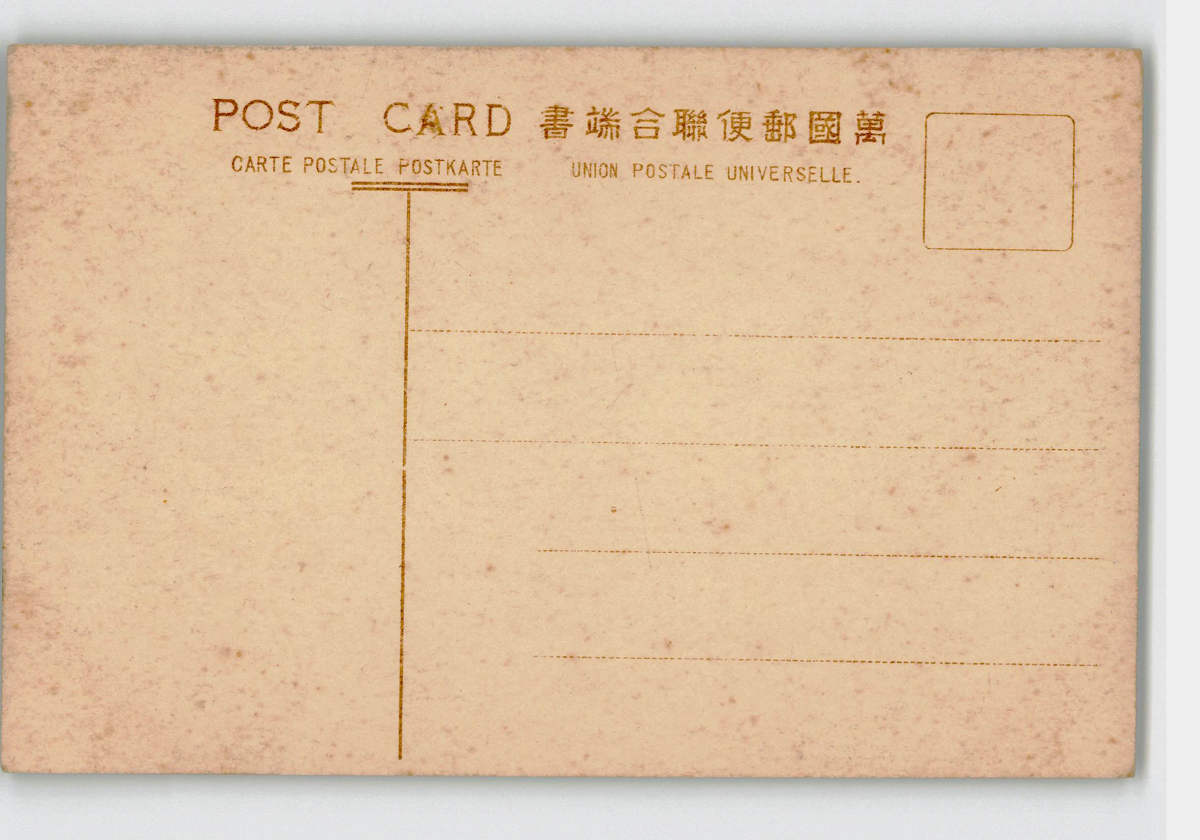 POST CARD 書端合聯便郵國萬
CARTE POSTALE POSTKARTE UNION POSTALE UNIVERSELLE.